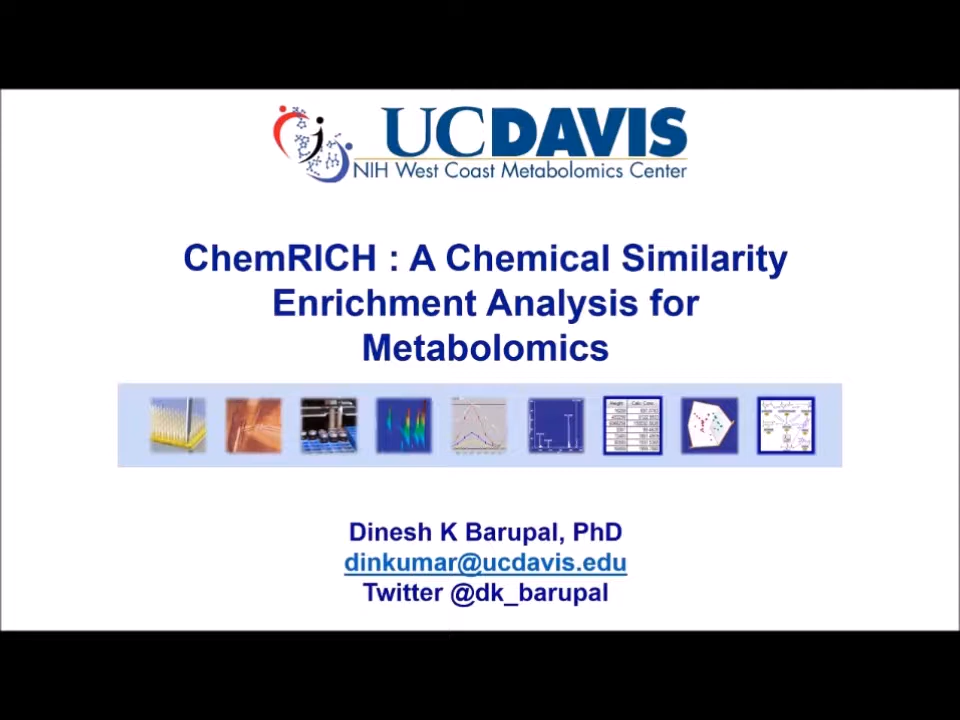 UCDAVIS
NIH West Coast Metabolomics Center
ChemRICH : A Chemical Similarity
Enrichment Analysis for
Metabolomics
Dinesh K Barupal, PhD
dinkumar@ucdavis.edu
Twitter @dk_barupal